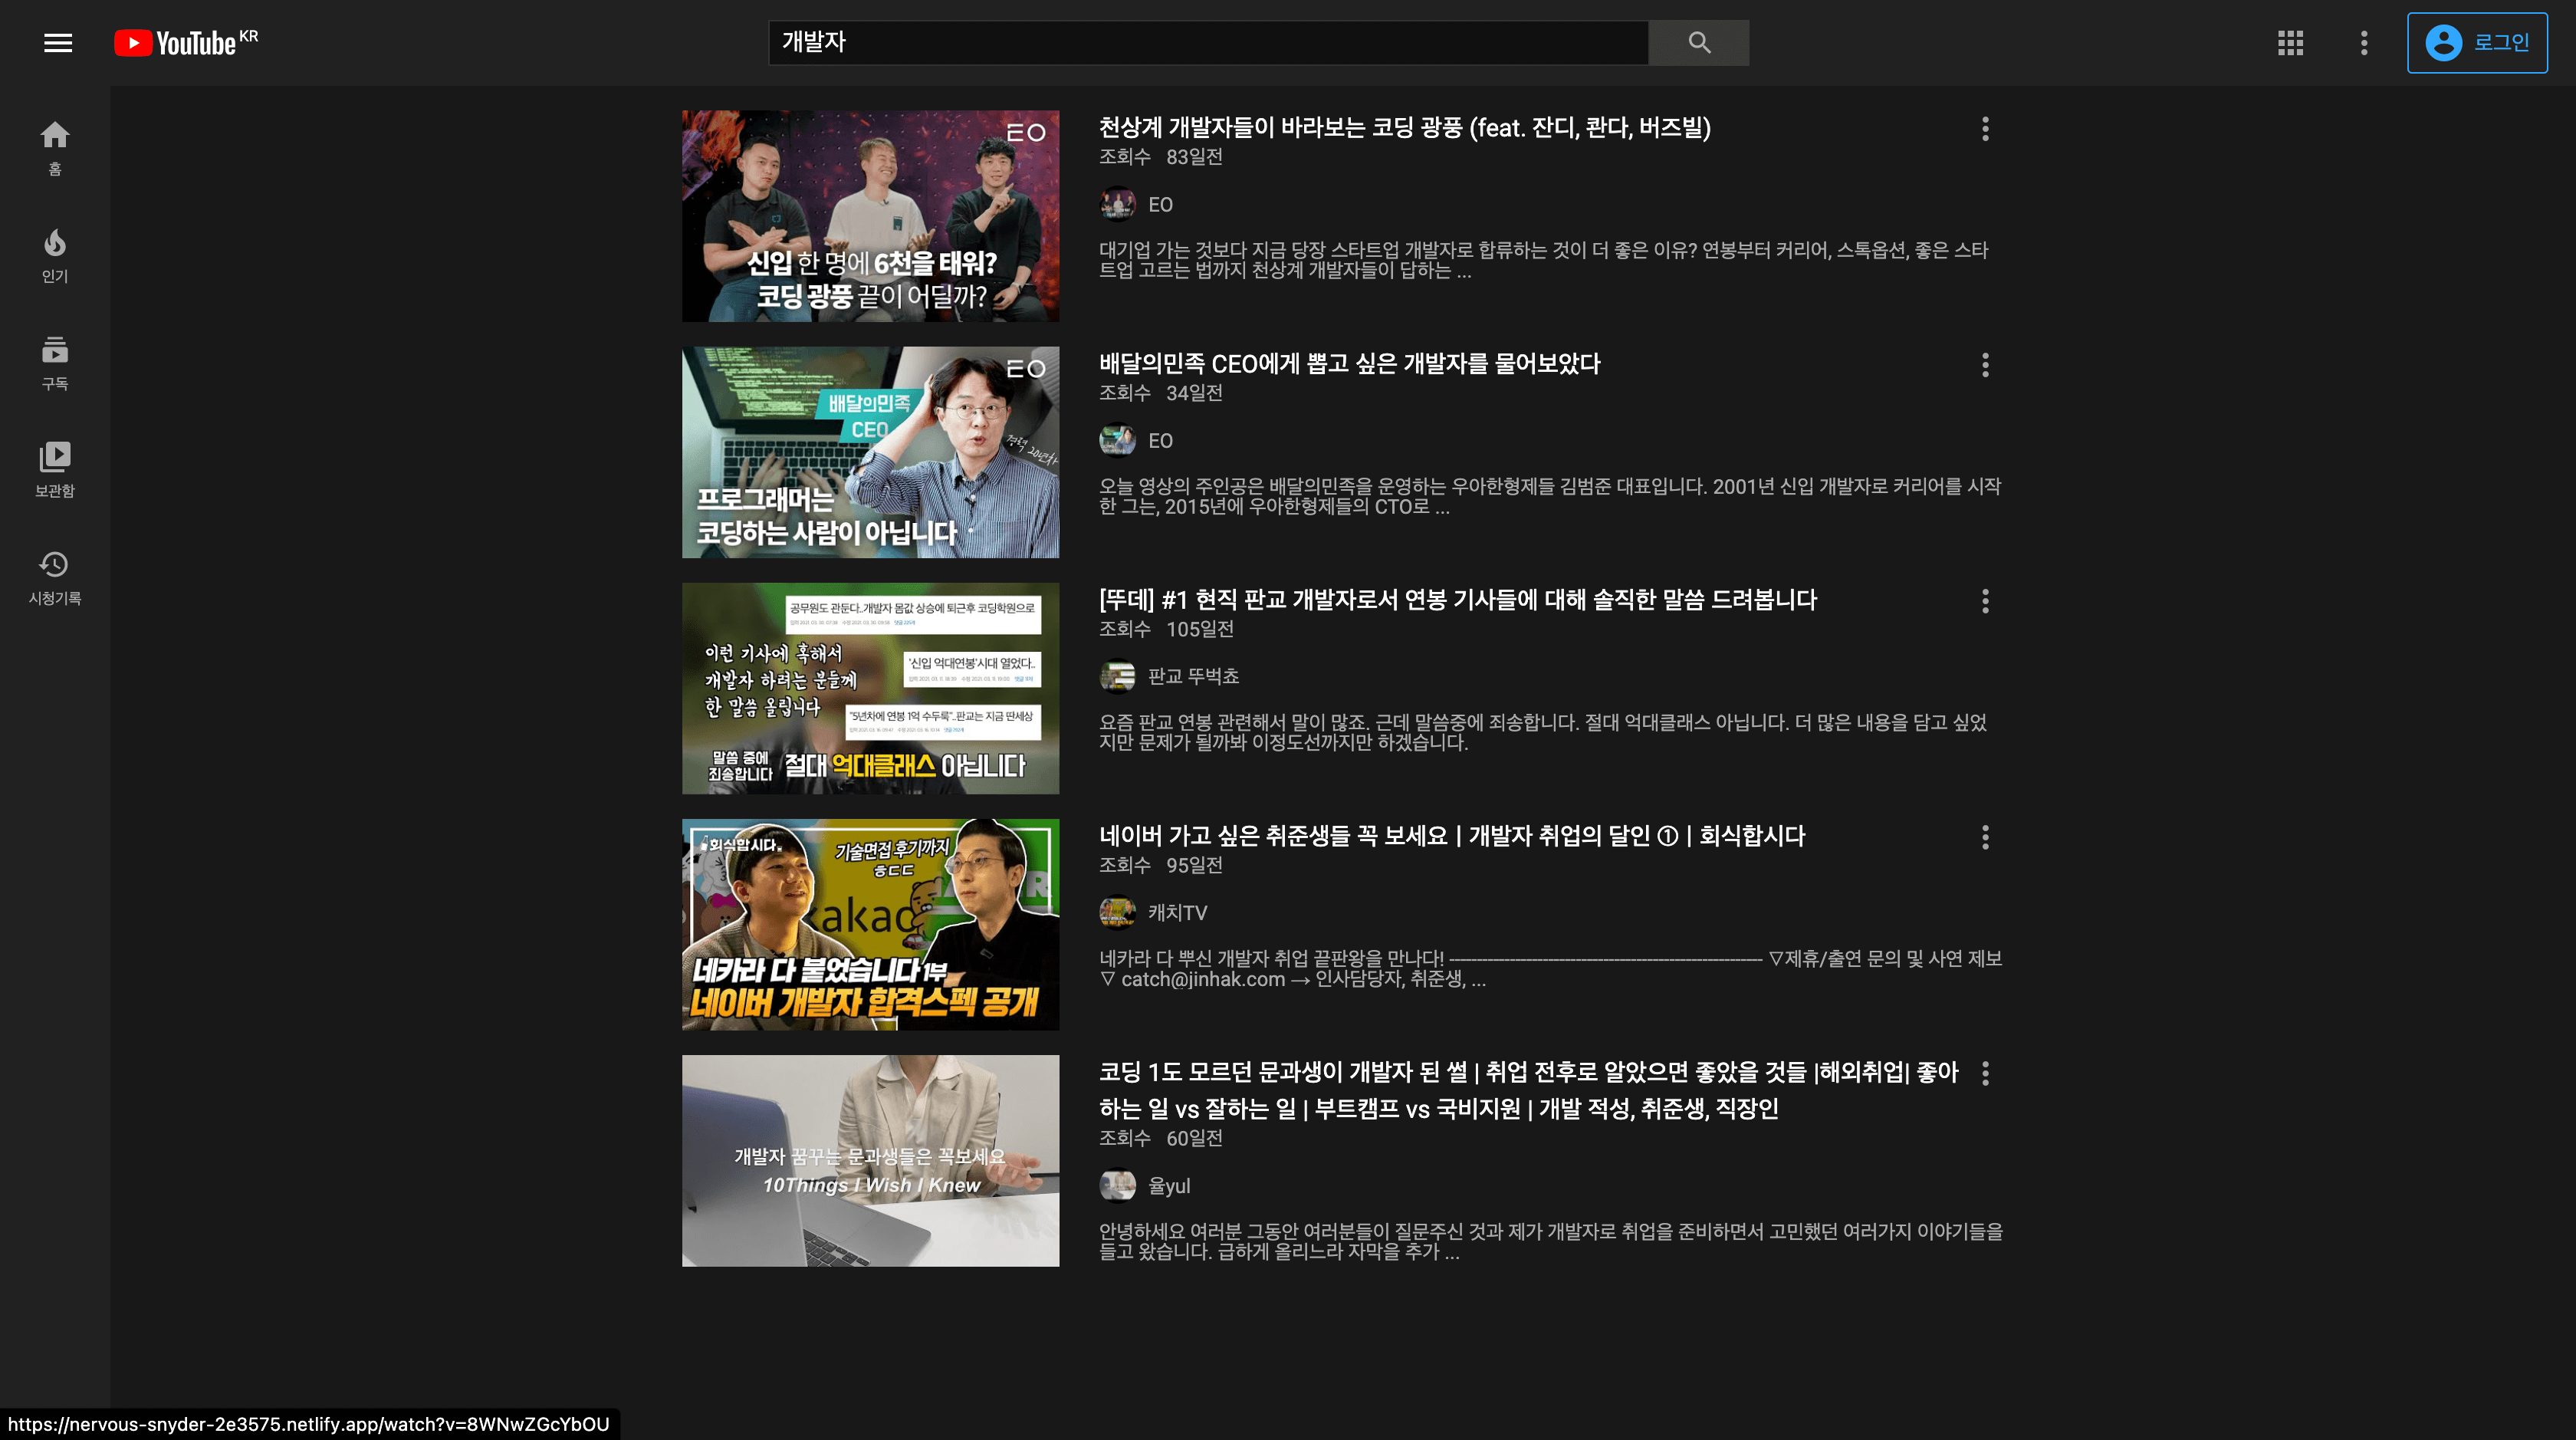 YouTube KR
개발자
로그인
홈
인기
구독
보관함
시청기록
EO
신입 한 명에 6천을 태워?
코딩 광풍 끝이 어딜까?
천상계 개발자들이 바라보는 코딩 광풍 (feat. 잔디, 콴다, 버즈빌)
조회수 83일전
EO
대기업 가는 것보다 지금 당장 스타트업 개발자로 합류하는 것이 더 좋은 이유? 연봉부터 커리어, 스톡옵션, 좋은 스타
트업 고르는 법까지 천상계 개발자들이 답하는 ...
EO
배달의민족
CEO
경력 20년차
프로그래머는
코딩하는 사람이 아닙니다
배달의민족 CEO에게 뽑고 싶은 개발자를 물어보았다
조회수 34일전
EO
오늘 영상의 주인공은 배달의민족을 운영하는 우아한형제들 김범준 대표입니다. 2001년 신입 개발자로 커리어를 시작
한 그는, 2015년에 우아한형제들의 CTO로 ...
공무원도 관둔다..개발자 몸값 상승에 퇴근후 코딩학원으로
이런 기사에 혹해서
개발자 하려는 분들께
한 말씀 올립니다
'신입 억대연봉'시대 열었다..
"5년차에 연봉 1억 수두룩"..판교는 지금 딴세상
말씀 중에
죄송합니다 절대 억대클래스 아닙니다
[뚜데] #1 현직 판교 개발자로서 연봉 기사들에 대해 솔직한 말씀 드려봅니다
조회수 105일전
판교 뚜벅쵸
요즘 판교 연봉 관련해서 말이 많죠. 근데 말씀중에 죄송합니다. 절대 억대클래스 아닙니다. 더 많은 내용을 담고 싶었
지만 문제가 될까봐 이정도선까지만 하겠습니다.
회식합시다
기술면접 후기까지
ㅎㄷㄷ
kakao
네카라 다 붙었습니다 1부
네이버 개발자 합격스펙 공개
네이버 가고 싶은 취준생들 꼭 보세요 | 개발자 취업의 달인 ① | 회식합시다
조회수 95일전
캐치TV
네카라 다 뿌신 개발자 취업 끝판왕을 만나다! --------------------------------------------------------- ▽제휴/출연 문의 및 사연 제보
▽ catch@jinhak.com → 인사담당자, 취준생, ...
개발자 꿈꾸는 문과생들은 꼭보세요
10Things I Wish I Knew
코딩 1도 모르던 문과생이 개발자 된 썰 | 취업 전후로 알았으면 좋았을 것들 |해외취업| 좋아
하는 일 vs 잘하는 일 | 부트캠프 vs 국비지원 | 개발 적성, 취준생, 직장인
조회수 60일전
율yul
안녕하세요 여러분 그동안 여러분들이 질문주신 것과 제가 개발자로 취업을 준비하면서 고민했던 여러가지 이야기들을
들고 왔습니다. 급하게 올리느라 자막을 추가 ...
https://nervous-snyder-2e3575.netlify.app/watch?v=8WNwZGcYbOU